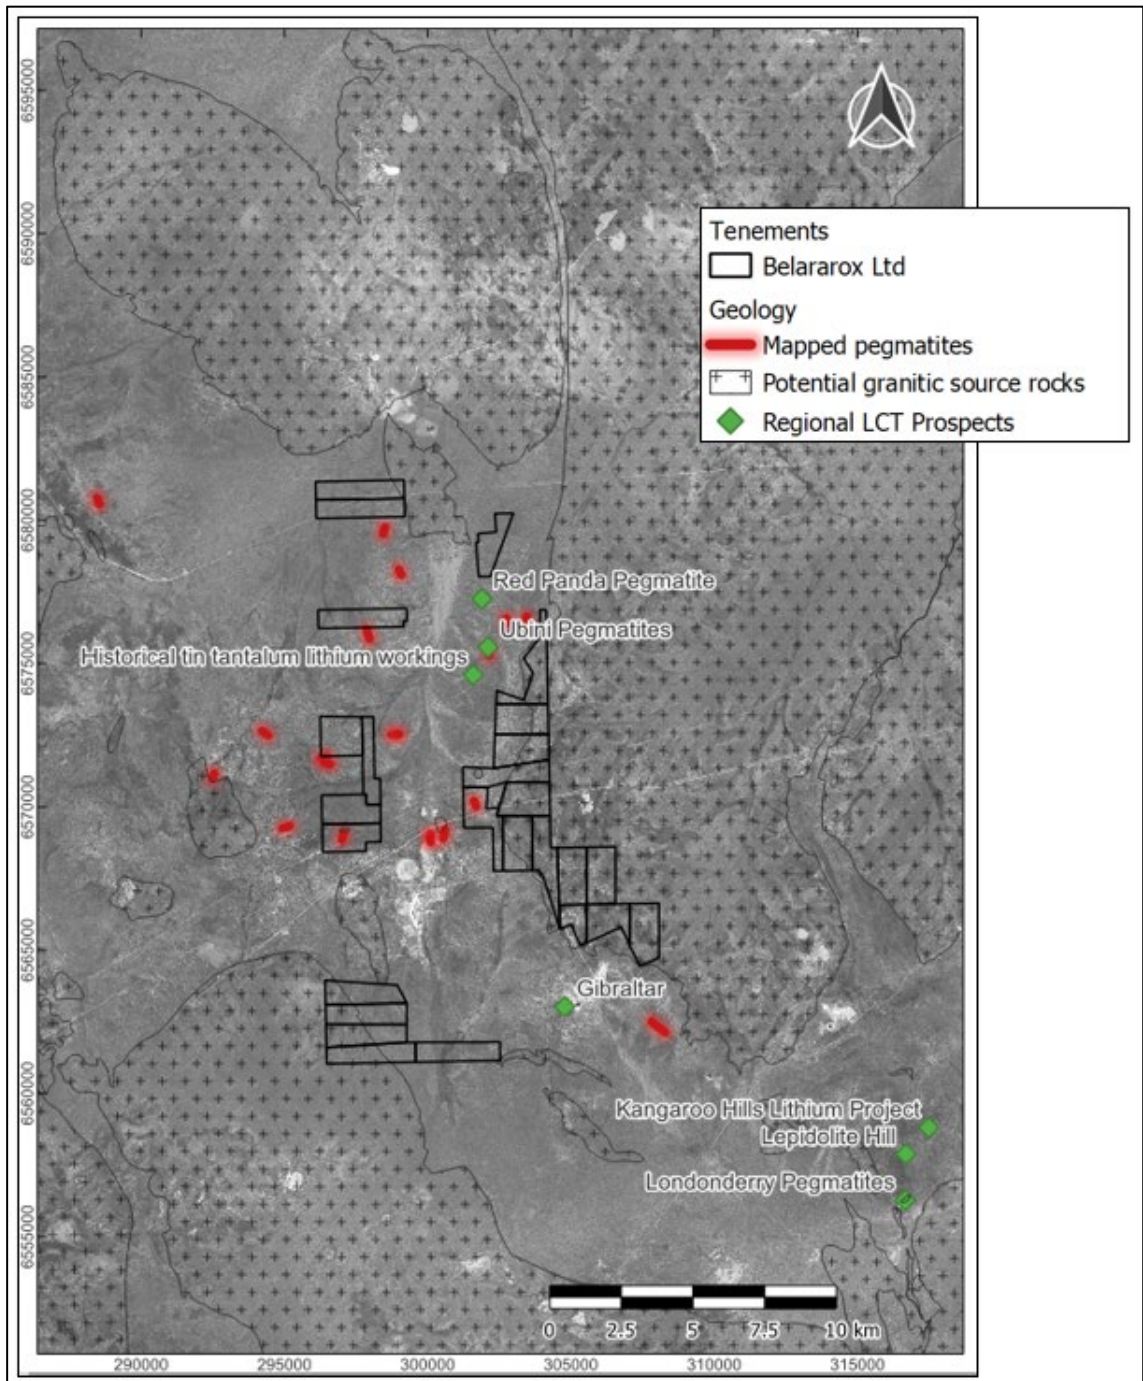 6595000
6590000
6585000
6580000
6575000
6570000
6565000
6560000
6555000
Tenements
Belararox Ltd
Geology
Mapped pegmatites
Potential granitic source rocks
Regional LCT Prospects
Red Panda Pegmatite
Ubini Pegmatites
Historical tin tantalum lithium workings
Gibraltar
Kangaroo Hills Lithium Project
Lepidolite Hill
Londonderry Pegmatites
0 2.5 5 7.5 10 km
290000 295000 300000 305000 310000 315000